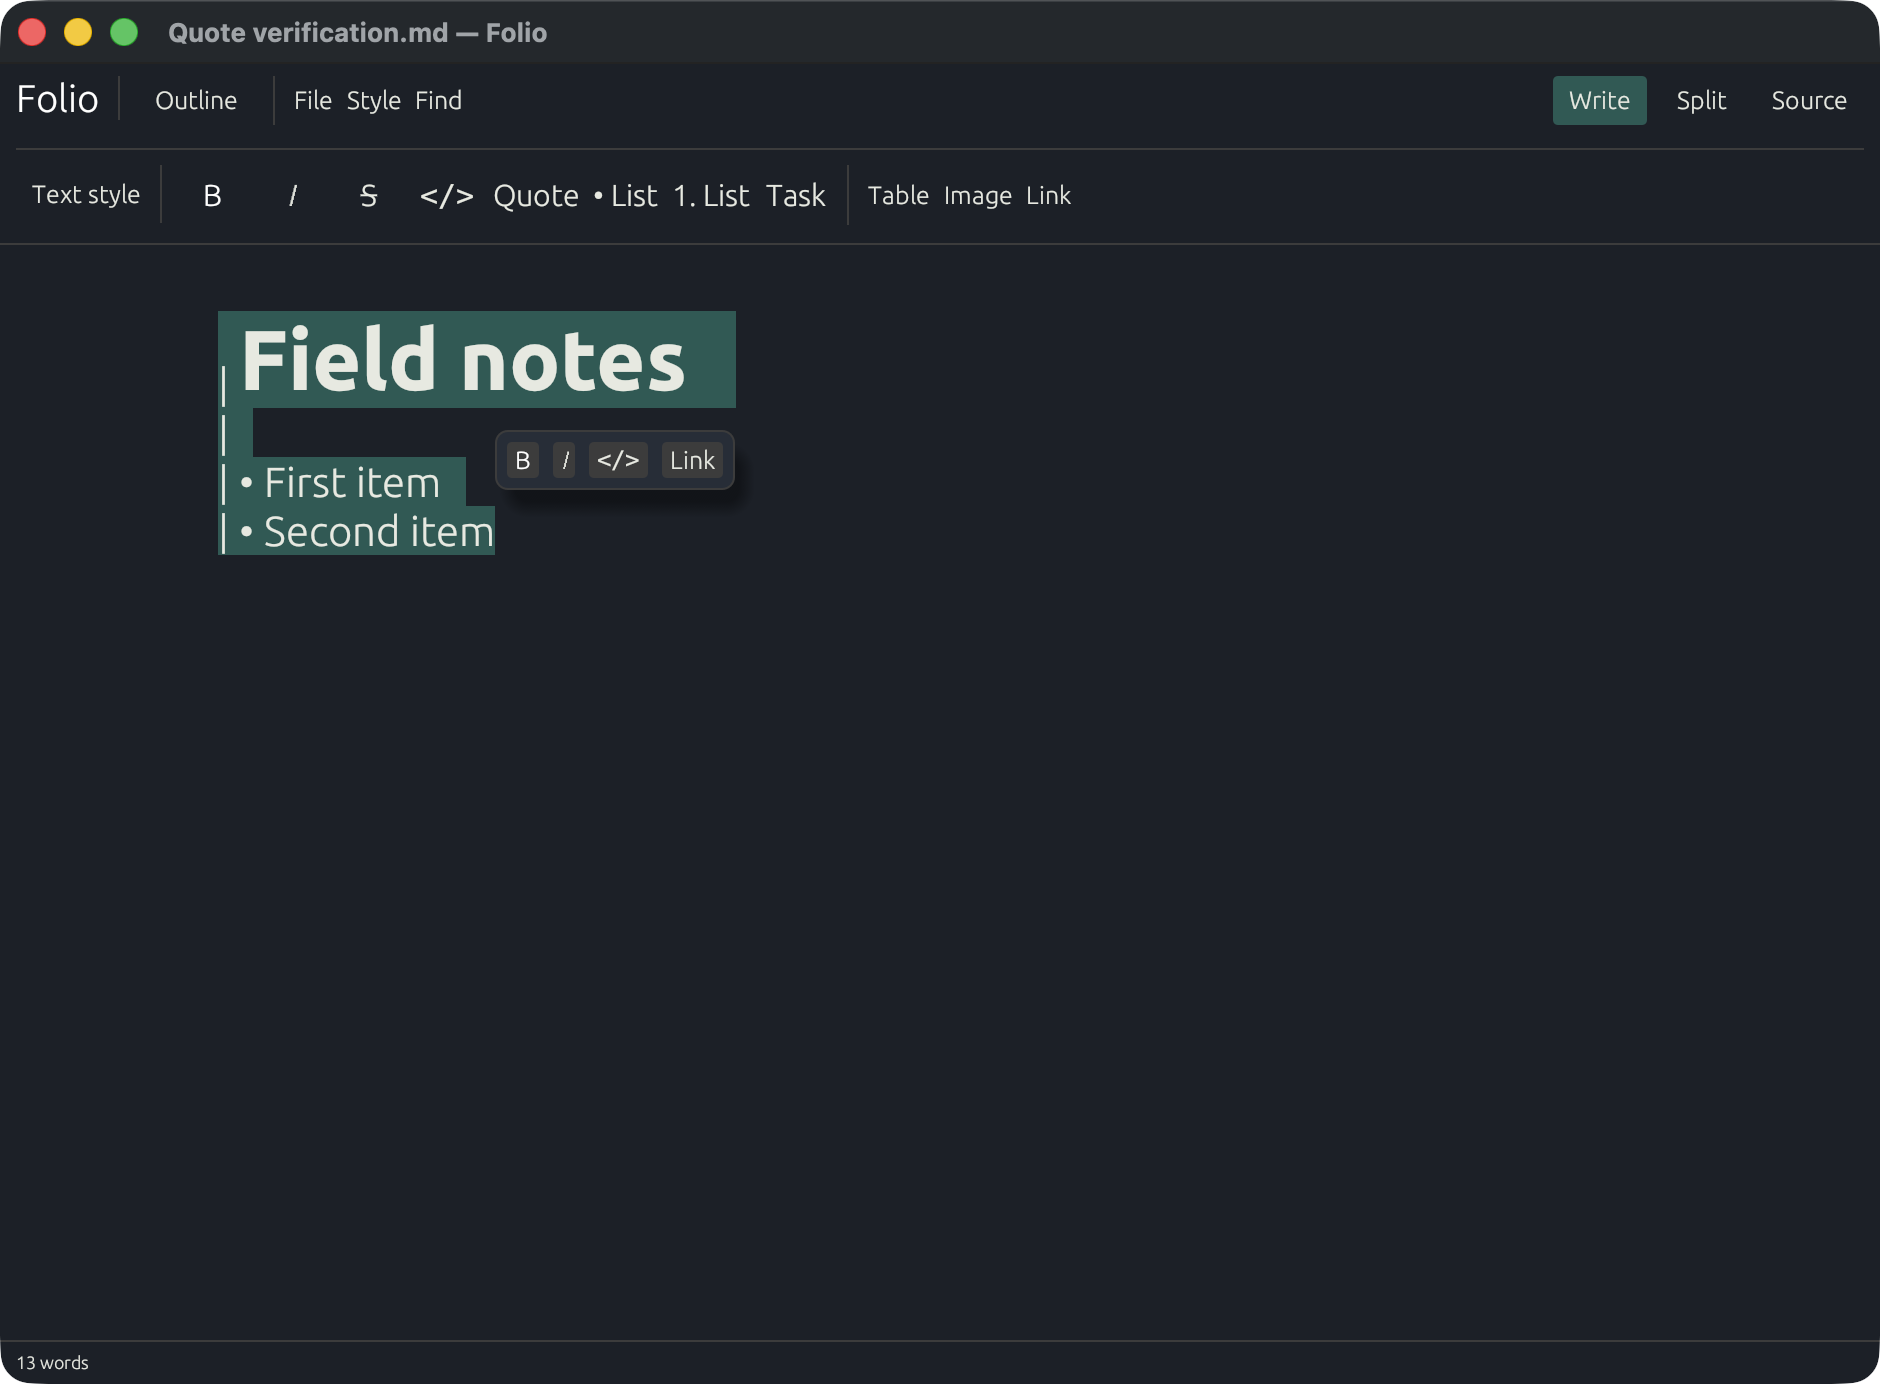 Quote verification.md — Folio
Folio Outline File Style Find Write Split Source
Text style B I S </> Quote • List 1. List Task Table Image Link
Field notes
B I </> Link
• First item
• Second item
13 words